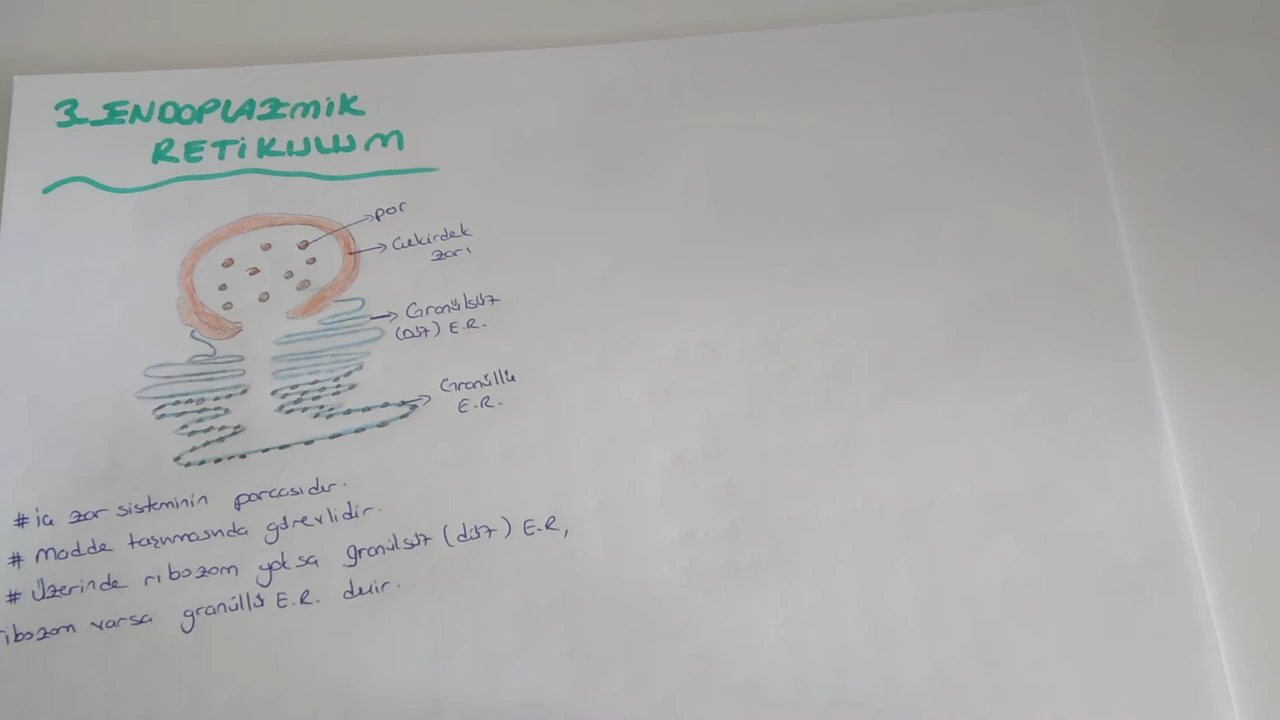 3. ENDOPLAZMİK
RETİKULUM
por
Çekirdek
zarı
Granülsüz
(Düz) E.R.
Granüllü
E.R.
# iç zar sisteminin parçasıdır.
# Madde taşınmasında görevlidir.
# Üzerinde ribozom yoksa granülsüz (düz) E.R,
ribozom varsa granüllü E.R. denir.